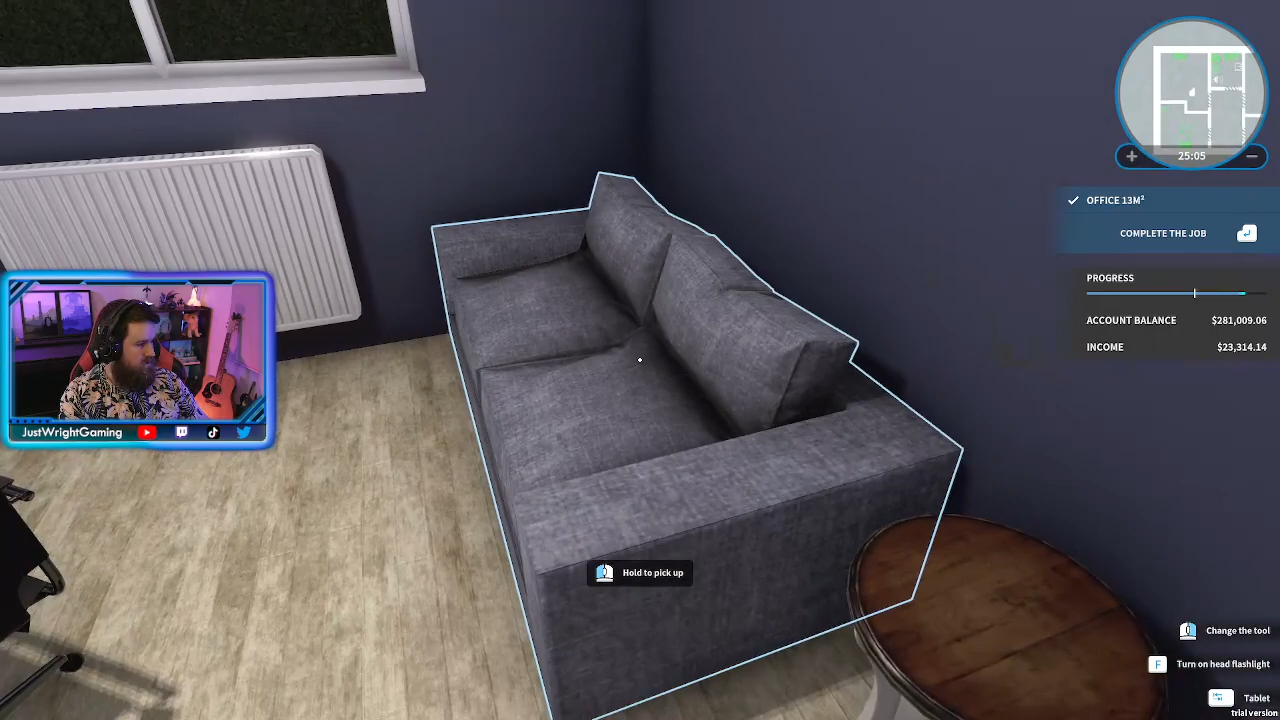 25:05
OFFICE 13M²
COMPLETE THE JOB
PROGRESS
ACCOUNT BALANCE $281,009.06
INCOME $23,314.14
JustWrightGaming
Hold to pick up
Change the tool
F Turn on head flashlight
Tablet
trial version